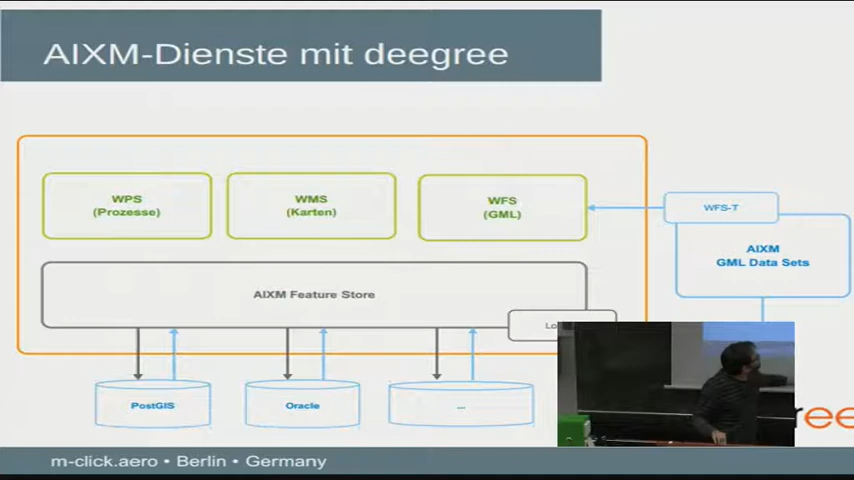 AIXM-Dienste mit deegree
WPS
(Prozesse)
WMS
(Karten)
WFS
(GML)
WFS-T
AIXM
GML Data Sets
AIXM Feature Store
PostGIS
Oracle
...
m-click.aero • Berlin • Germany